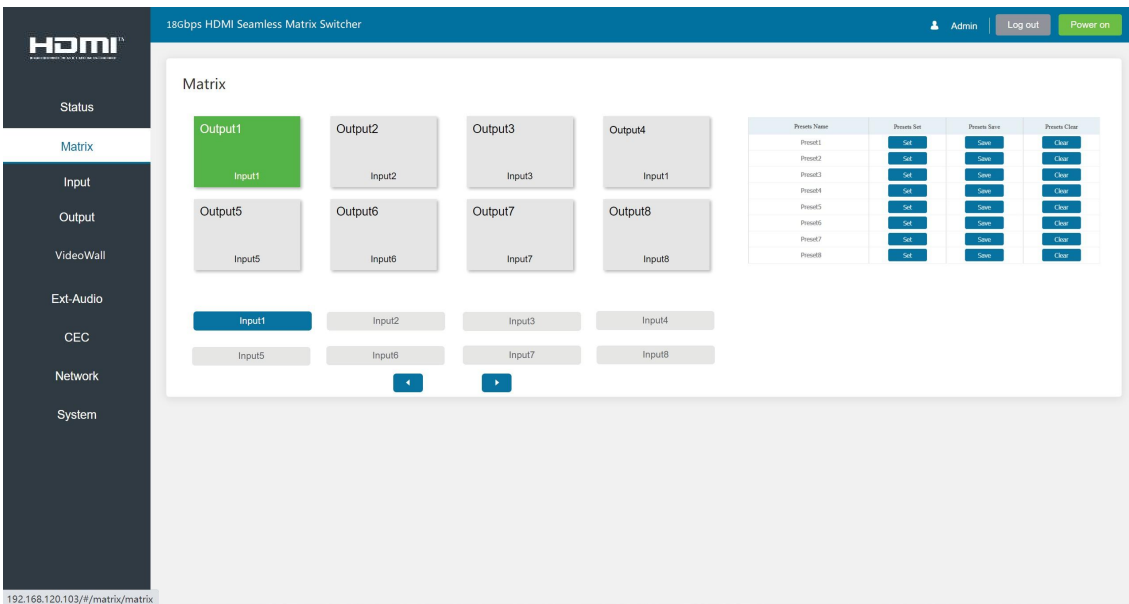 HDMI™
18Gbps HDMI Seamless Matrix Switcher
Admin
Log out
Power on
Status
Matrix
Input
Output
VideoWall
Ext-Audio
CEC
Network
System
Matrix
Output1
Input1
Output2
Input2
Output3
Input3
Output4
Input1
Output5
Input5
Output6
Input6
Output7
Input7
Output8
Input8
Input1 Input2 Input3 Input4
Input5 Input6 Input7 Input8
Presets Name Presets Set Presets Save Presets Clear
Preset1 Set Save Clear
Preset2 Set Save Clear
Preset3 Set Save Clear
Preset4 Set Save Clear
Preset5 Set Save Clear
Preset6 Set Save Clear
Preset7 Set Save Clear
Preset8 Set Save Clear
192.168.120.103/#/matrix/matrix